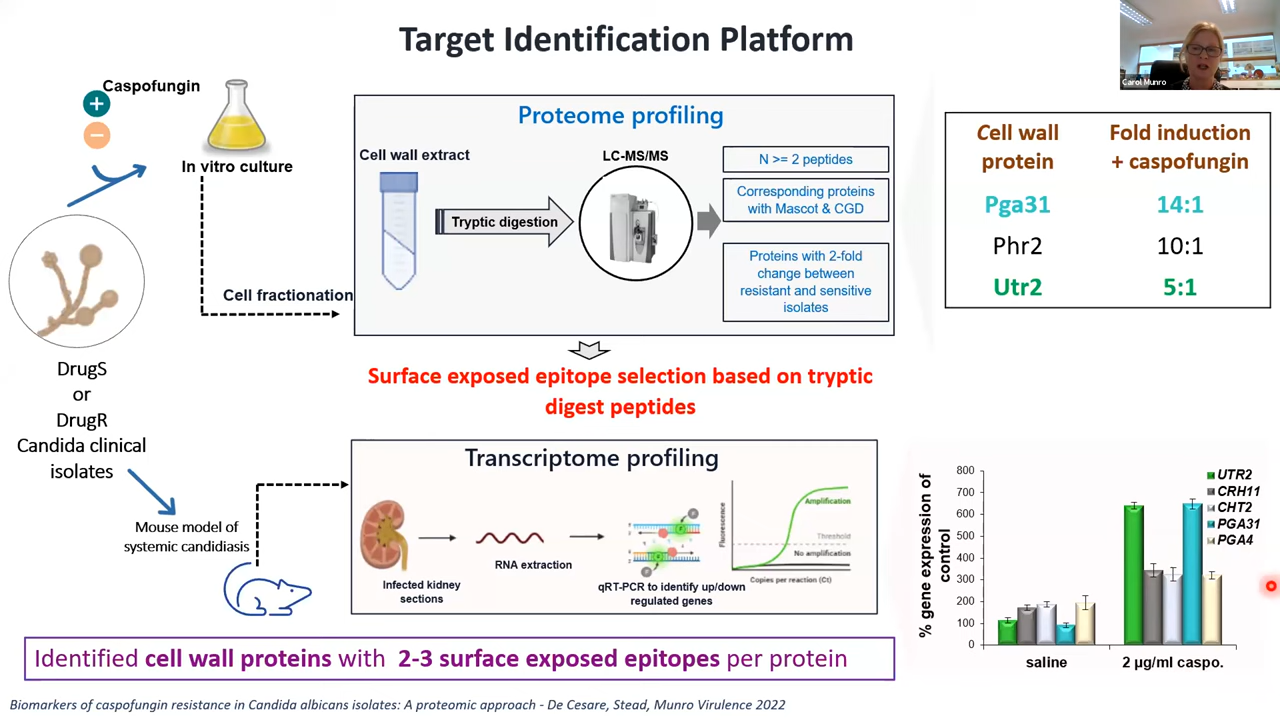 Target Identification Platform
Carol Munro
Caspofungin
+
−
In vitro culture
Cell fractionation
DrugS
or
DrugR
Candida clinical
isolates
Mouse model of
systemic candidiasis
Proteome profiling
Cell wall extract
Tryptic digestion
LC-MS/MS
N >= 2 peptides
Corresponding proteins
with Mascot & CGD
Proteins with 2-fold
change between
resistant and sensitive
isolates
Cell wall
protein
Fold induction
+ caspofungin
Pga31 14:1
Phr2 10:1
Utr2 5:1
Surface exposed epitope selection based on tryptic
digest peptides
Transcriptome profiling
Infected kidney
sections
RNA extraction
qRT-PCR to identify up/down
regulated genes
Fluorescence
Amplification
Threshold
No amplification
Copies per reaction (Ct)
% gene expression of
control
800
700
600
500
400
300
200
100
0
UTR2
CRH11
CHT2
PGA31
PGA4
saline
2 µg/ml caspo.
Identified cell wall proteins with 2-3 surface exposed epitopes per protein
Biomarkers of caspofungin resistance in Candida albicans isolates: A proteomic approach - De Cesare, Stead, Munro Virulence 2022